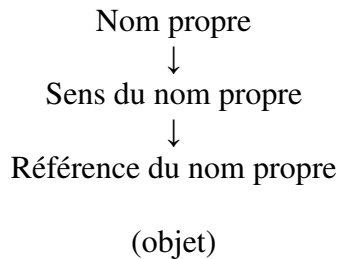 Nom propre
↓
Sens du nom propre
↓
Référence du nom propre
(objet)